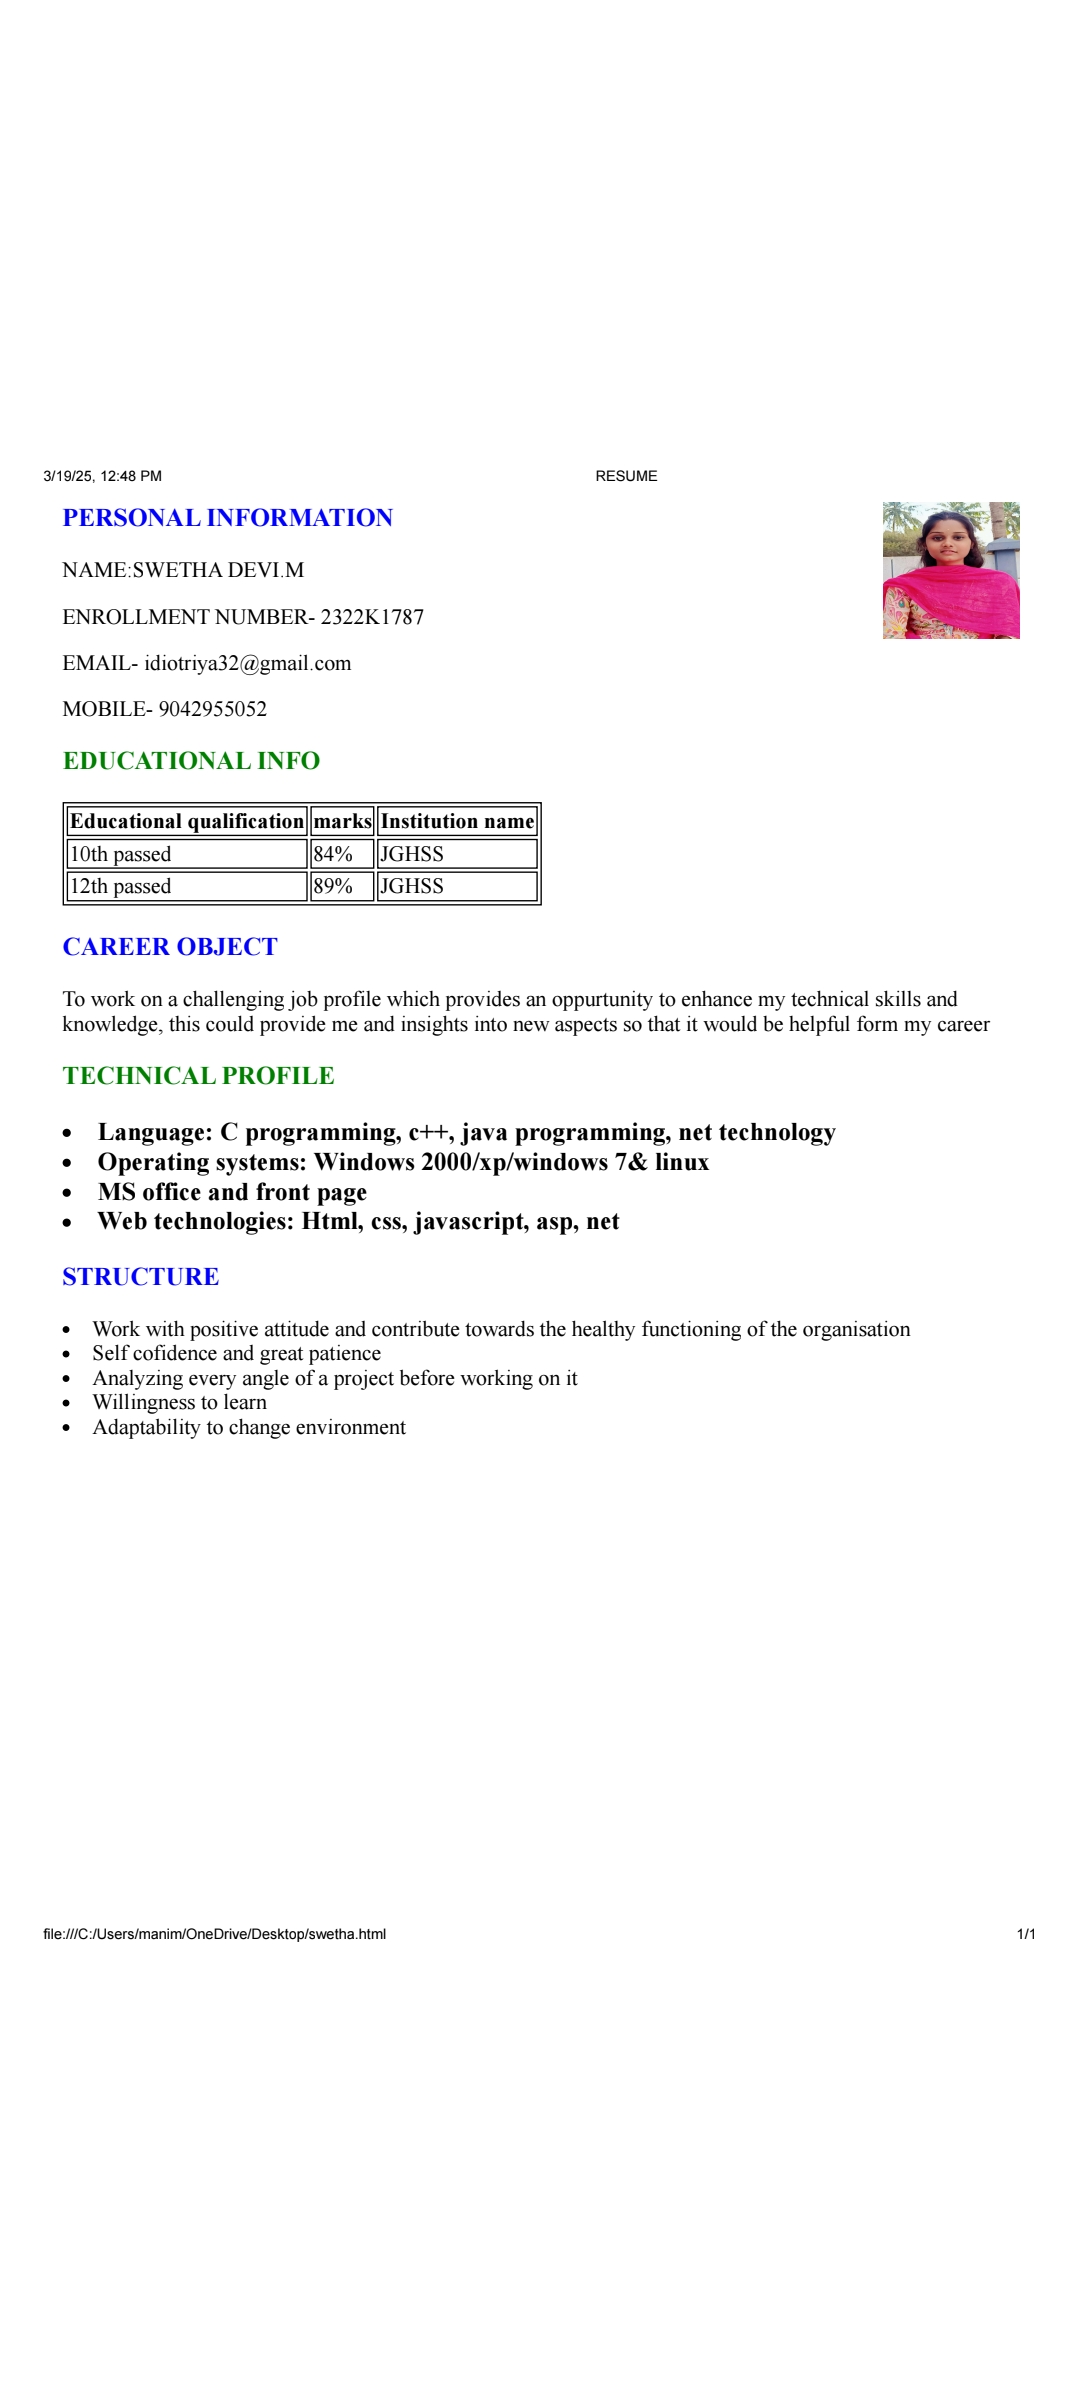 3/19/25, 12:48 PM RESUME
PERSONAL INFORMATION
NAME:SWETHA DEVI.M
ENROLLMENT NUMBER- 2322K1787
EMAIL- idiotriya32@gmail.com
MOBILE- 9042955052
EDUCATIONAL INFO
Educational qualification marks Institution name
10th passed 84% JGHSS
12th passed 89% JGHSS
CAREER OBJECT
To work on a challenging job profile which provides an oppurtunity to enhance my technical skills and
knowledge, this could provide me and insights into new aspects so that it would be helpful form my career
TECHNICAL PROFILE
• Language: C programming, c++, java programming, net technology
• Operating systems: Windows 2000/xp/windows 7& linux
• MS office and front page
• Web technologies: Html, css, javascript, asp, net
STRUCTURE
• Work with positive attitude and contribute towards the healthy functioning of the organisation
• Self cofidence and great patience
• Analyzing every angle of a project before working on it
• Willingness to learn
• Adaptability to change environment
file:///C:/Users/manim/OneDrive/Desktop/swetha.html 1/1